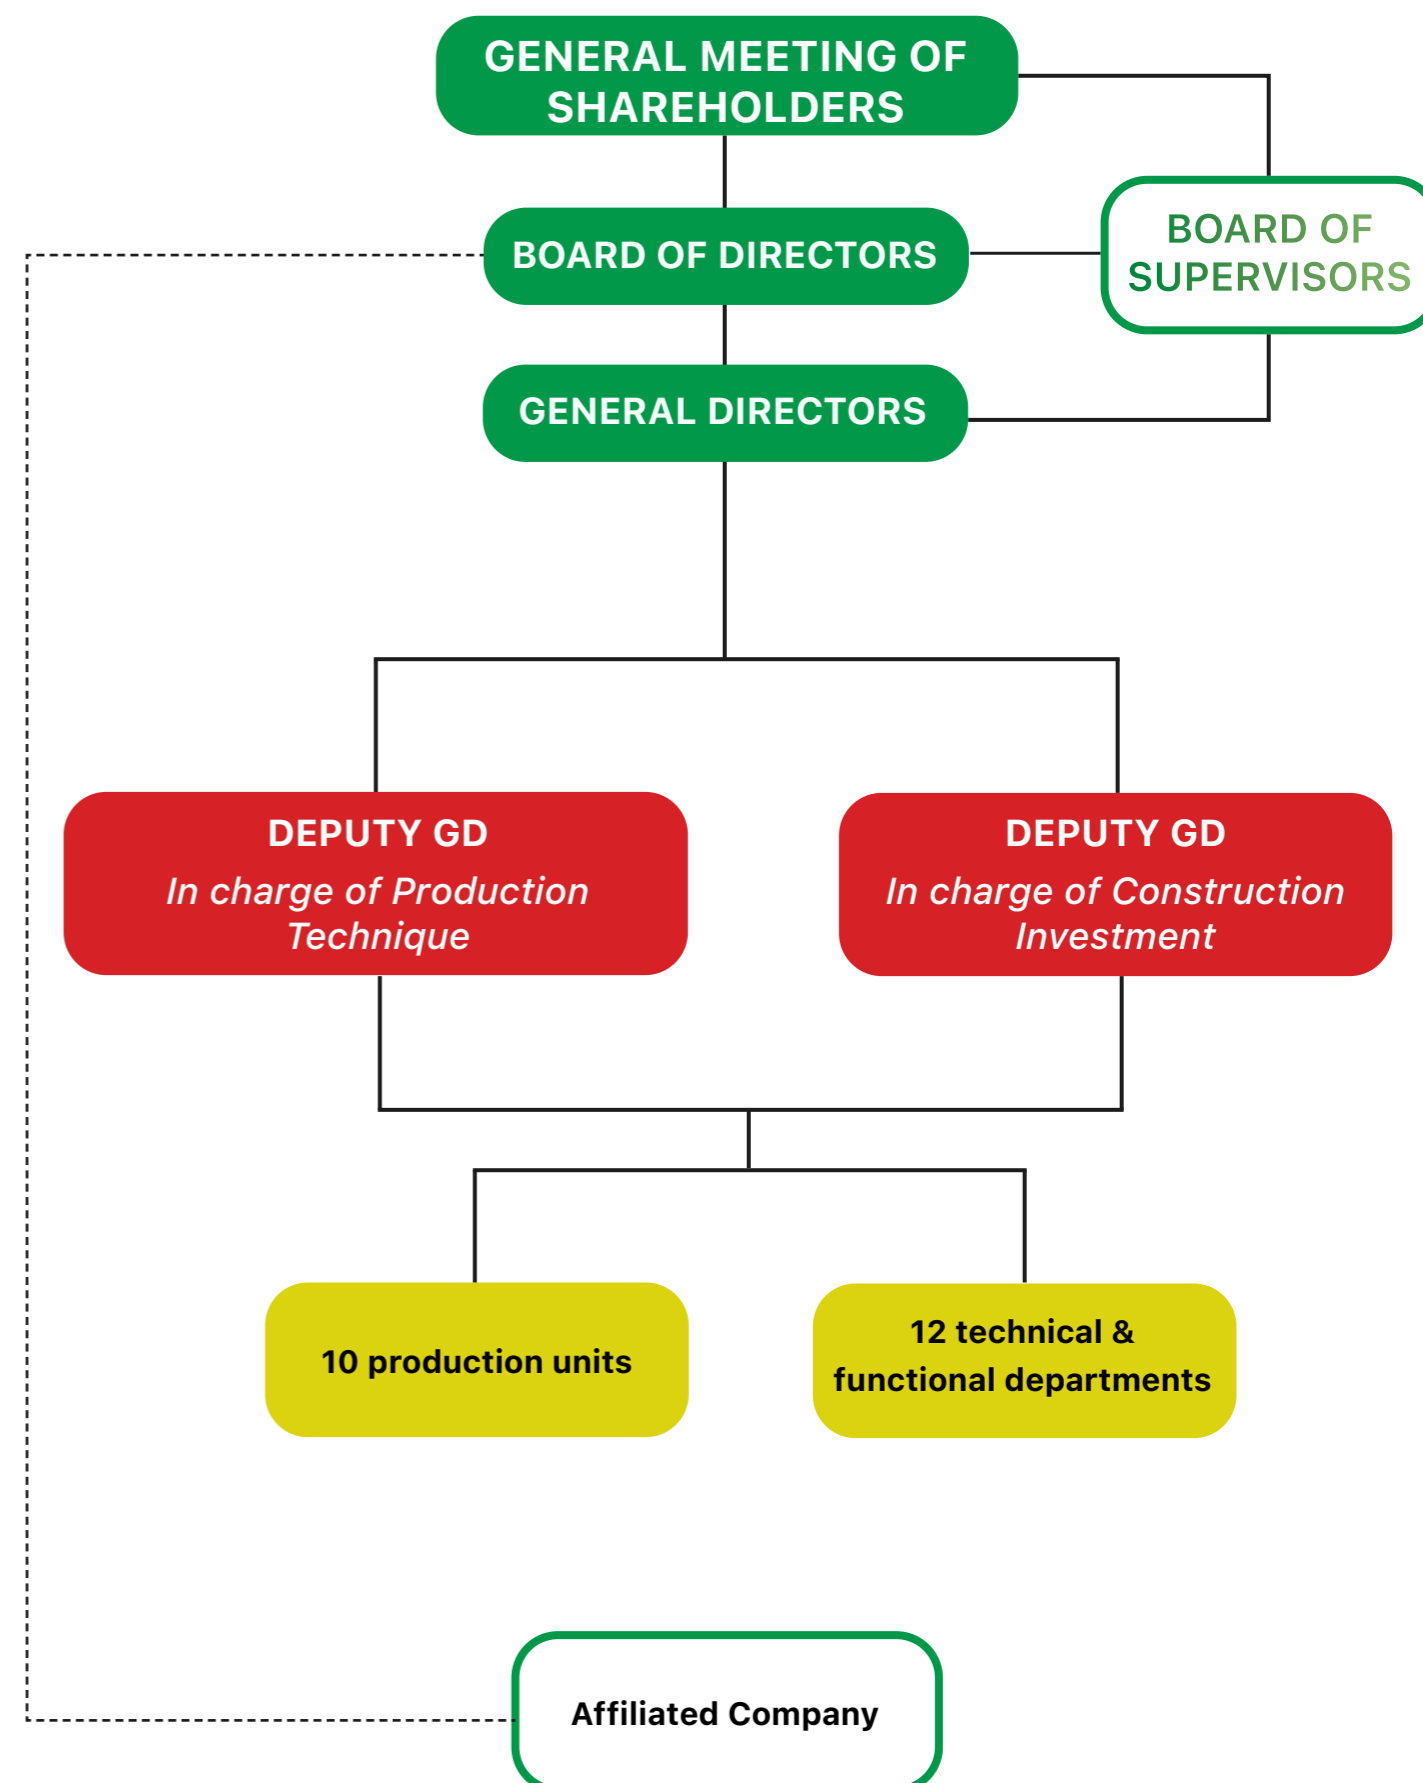 GENERAL MEETING OF
SHAREHOLDERS
BOARD OF DIRECTORS
BOARD OF
SUPERVISORS
GENERAL DIRECTORS
DEPUTY GD
In charge of Production
Technique
DEPUTY GD
In charge of Construction
Investment
10 production units
12 technical &
functional departments
Affiliated Company